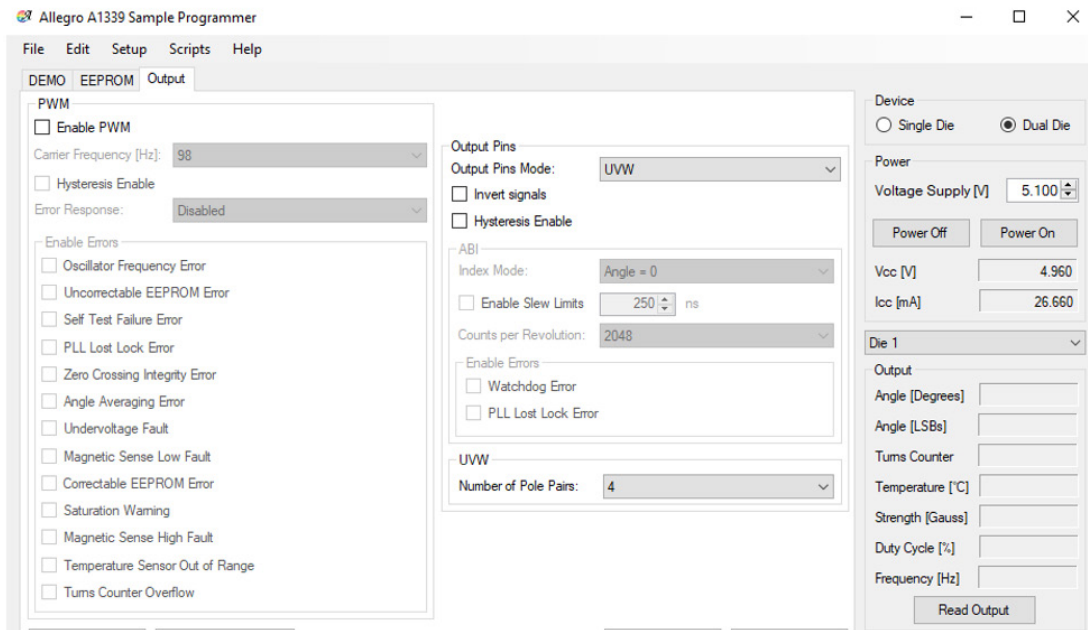 Allegro A1339 Sample Programmer
File Edit Setup Scripts Help
DEMO EEPROM Output
PWM
Enable PWM
Carrier Frequency [Hz]: 98
Hysteresis Enable
Error Response: Disabled
Enable Errors
Oscillator Frequency Error
Uncorrectable EEPROM Error
Self Test Failure Error
PLL Lost Lock Error
Zero Crossing Integrity Error
Angle Averaging Error
Undervoltage Fault
Magnetic Sense Low Fault
Correctable EEPROM Error
Saturation Warning
Magnetic Sense High Fault
Temperature Sensor Out of Range
Turns Counter Overflow
Output Pins
Output Pins Mode: UVW
Invert signals
Hysteresis Enable
ABI
Index Mode: Angle = 0
Enable Slew Limits 250 ns
Counts per Revolution: 2048
Enable Errors
Watchdog Error
PLL Lost Lock Error
UVW
Number of Pole Pairs: 4
Device
Single Die Dual Die
Power
Voltage Supply [V] 5.100
Power Off Power On
Vcc [V] 4.960
Icc [mA] 26.660
Die 1
Output
Angle [Degrees]
Angle [LSBs]
Turns Counter
Temperature [°C]
Strength [Gauss]
Duty Cycle [%]
Frequency [Hz]
Read Output